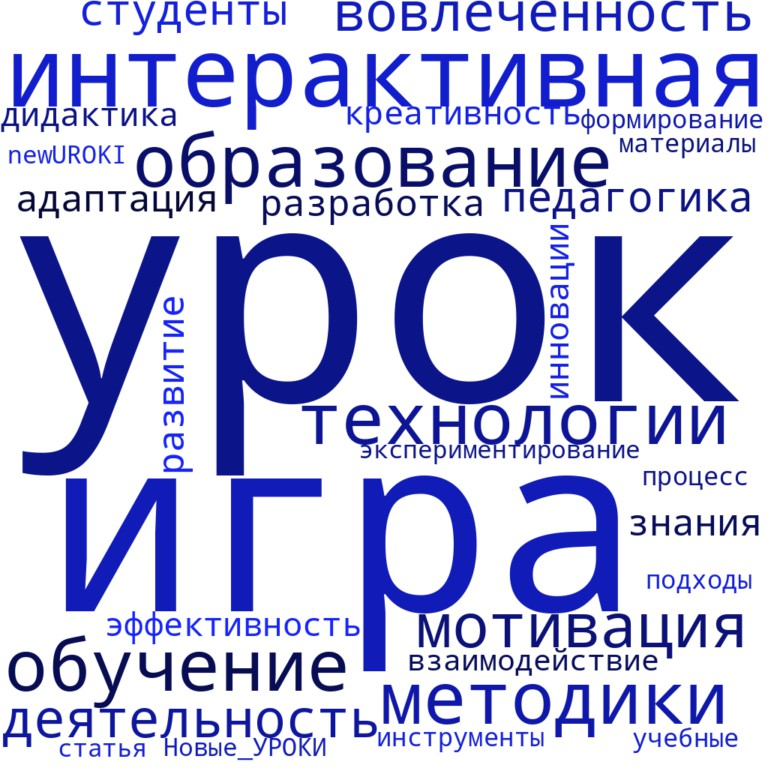 студенты вовлеченность
интерактивная
дидактика креативность формирование
newUROKI образование материалы
адаптация разработка педагогика
урок
инновации
развитие
технологии
экспериментирование
игра
процесс
знания
подходы
эффективность мотивация
обучение взаимодействие
деятельность методики
статья Новые_УРОКИ инструменты учебные